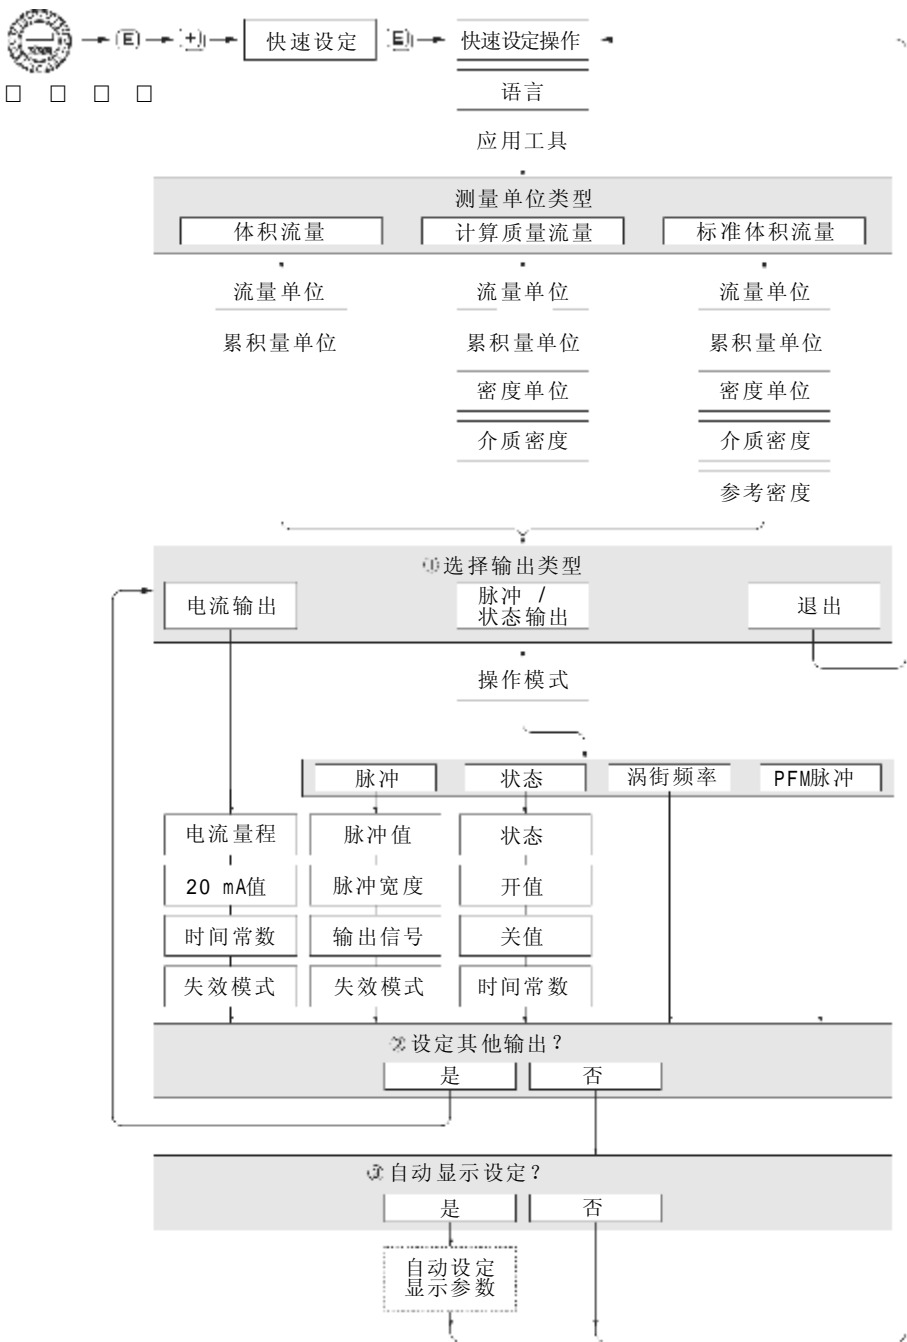 E + 快速设定 E 快速设定操作
语言
应用工具
测量单位类型
体积流量 计算质量流量 标准体积流量
流量单位 流量单位 流量单位
累积量单位 累积量单位 累积量单位
密度单位 密度单位
介质密度 介质密度
参考密度
①选择输出类型
电流输出 脉冲 / 退出
状态输出
操作模式
脉冲 状态 涡街频率 PFM脉冲
电流量程 脉冲值 状态
20 mA值 脉冲宽度 开值
时间常数 输出信号 关值
失效模式 失效模式 时间常数
②设定其他输出?
是 否
③自动显示设定?
是 否
自动设定
显示参数